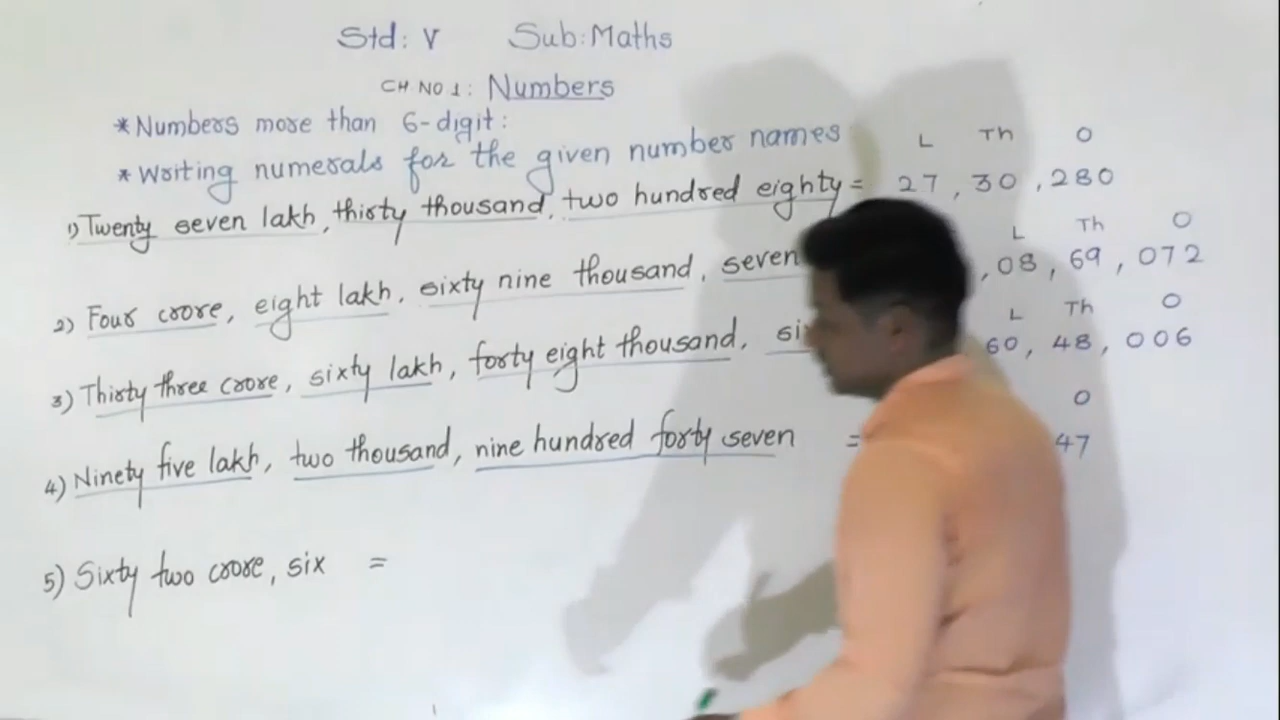 Std: V Sub: Maths
CH NO 1: Numbers
* Numbers more than 6-digit:
* Writing numerals for the given number names
L Th O
1) Twenty seven lakh, thirty thousand, two hundred eighty = 27,30,280
L Th O
2) Four crore, eight lakh, sixty nine thousand, seven ,08,69,072
L Th O
3) Thirty three crore, sixty lakh, forty eight thousand, 60,48,006
O
4) Ninety five lakh, two thousand, nine hundred forty seven = 47
5) Sixty two crore, six =